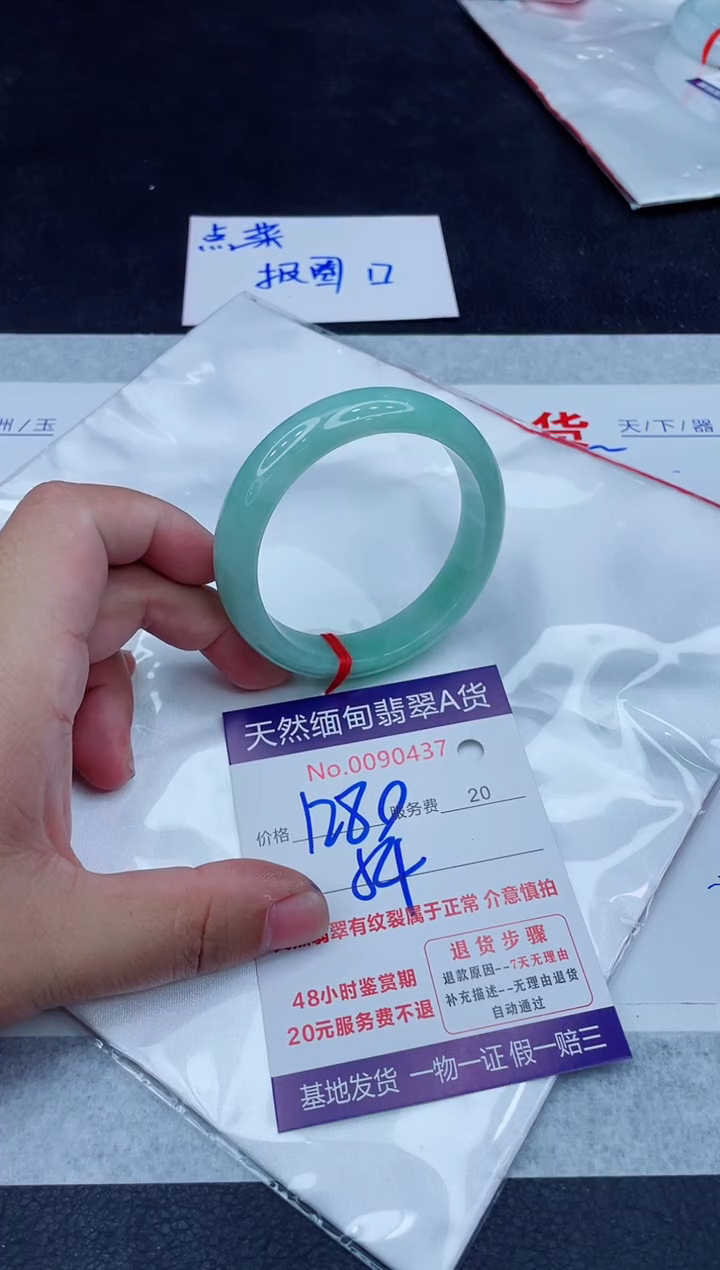 点菜
报圈口
州/玉
货
天/下/器
天然缅甸翡翠A货
No.0090437
价格 1280 服务费 20
翡翠有纹裂属于正常 介意慎拍
退货步骤
退款原因--7天无理由
补充描述--无理由退货
自动通过
48小时鉴赏期
20元服务费不退
基地发货 一物一证 假一赔三